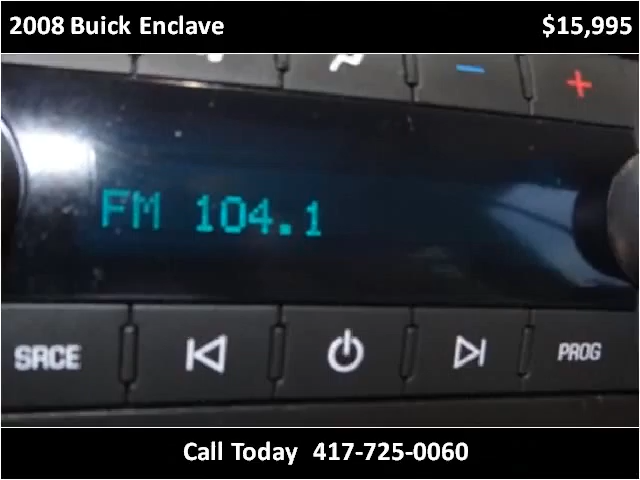 2008 Buick Enclave $15,995
FM 104.1
SRCE PROG
Call Today 417-725-0060